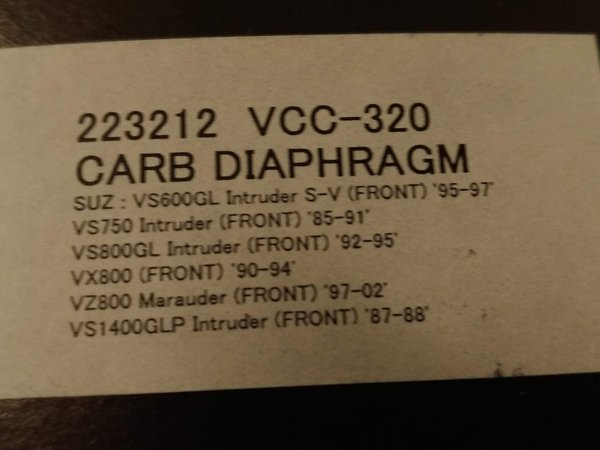 223212 VCC-320
CARB DIAPHRAGM
SUZ : VS600GL Intruder S-V (FRONT) '95-97'
VS750 Intruder (FRONT) '85-91'
VS800GL Intruder (FRONT) '92-95'
VX800 (FRONT) '90-94'
VZ800 Marauder (FRONT) '97-02'
VS1400GLP Intruder (FRONT) '87-88'